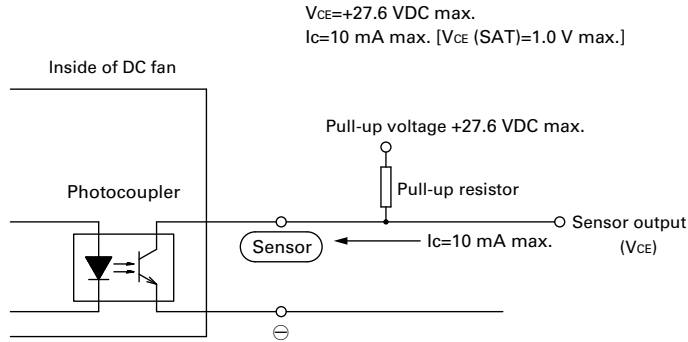 VCE=+27.6 VDC max.
Ic=10 mA max. [VCE (SAT)=1.0 V max.]
Inside of DC fan
Pull-up voltage +27.6 VDC max.
Photocoupler
Pull-up resistor
Sensor
Ic=10 mA max.
Sensor output
(VCE)
⊖